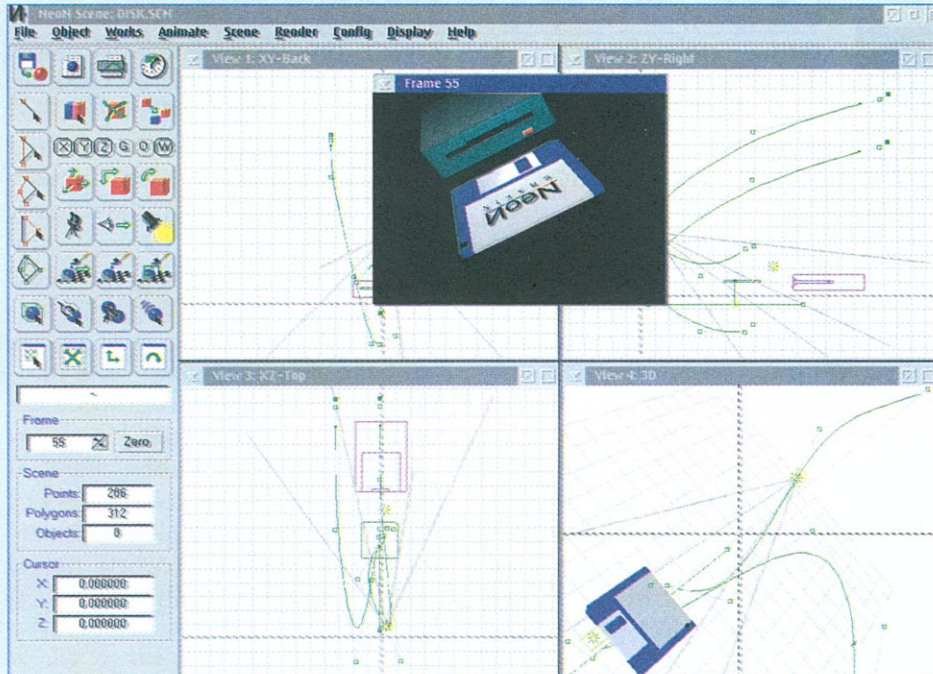 NeoN Scene: DISK.SCN
File Object Works Animate Scene Render Config Display Help
View 1: XY-Back
View 2: ZY-Right
Frame 55
NeoN
X Y Z G O W
View 3: XZ-Top
View 4: 3D
Frame
55 Zero
Scene
Points: 286
Polygons: 312
Objects: 8
Cursor
X: 0.000000
Y: 0.000000
Z: 0.000000